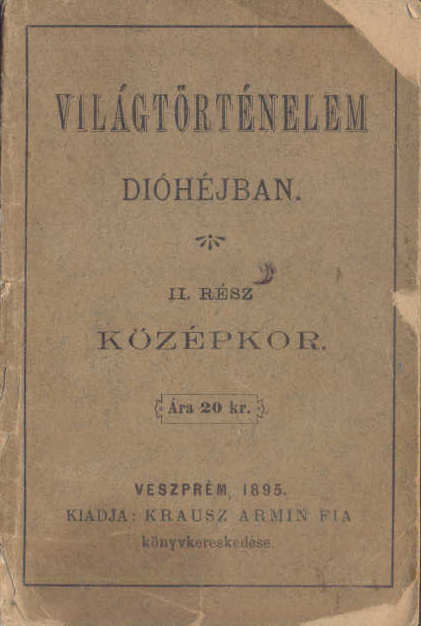 VILÁGTÖRTÉNELEM
DIÓHÉJBAN.
II. RÉSZ
KÖZÉPKOR.
Ára 20 kr.
VESZPRÉM, 1895.
KIADJA: KRAUSZ ARMIN FIA
könyvkereskedése.